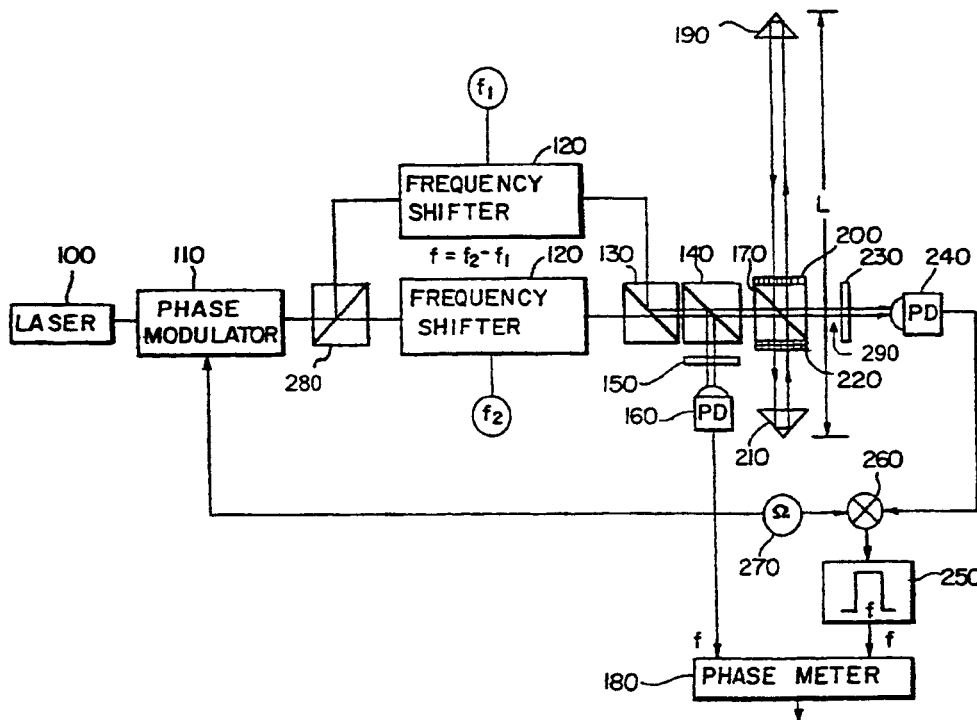 190
f₁
120
FREQUENCY
SHIFTER
L
f = f₂ - f₁
100
110
120
130
140
170
200
230
240
LASER
PHASE
MODULATOR
FREQUENCY
SHIFTER
PD
280
290
150
220
f₂
160
PD
210
260
Ω
270
250
f
f
f
180
PHASE METER